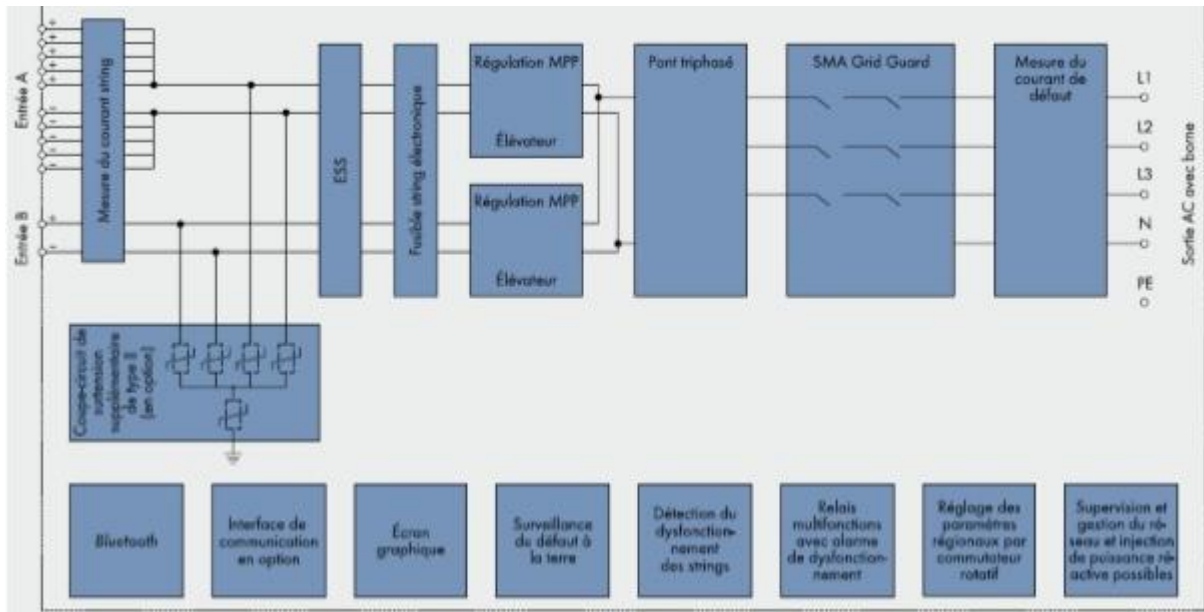 Entrée A
+
+
+
+
+
-
-
-
-
-
Entrée B
+
-
Mesure du courant string
ESS
Fusible string électronique
Régulation MPP
Élévateur
Régulation MPP
Élévateur
Pont triphasé
SMA Grid Guard
Mesure du
courant de
défaut
L1
L2
L3
N
PE
Sortie AC avec borne
Coupe-circuit de
surtension
supplémentaire
de type II
(en option)
Bluetooth
Interface de
communication
en option
Écran
graphique
Surveillance
du défaut à
la terre
Détection du
dysfonction-
nement
des strings
Relais
multifonctions
avec alarme
de dysfonction-
nement
Réglage des
paramètres
régionaux par
commutateur
rotatif
Supervision et
gestion du ré-
seau et injection
de puissance ré-
active possibles